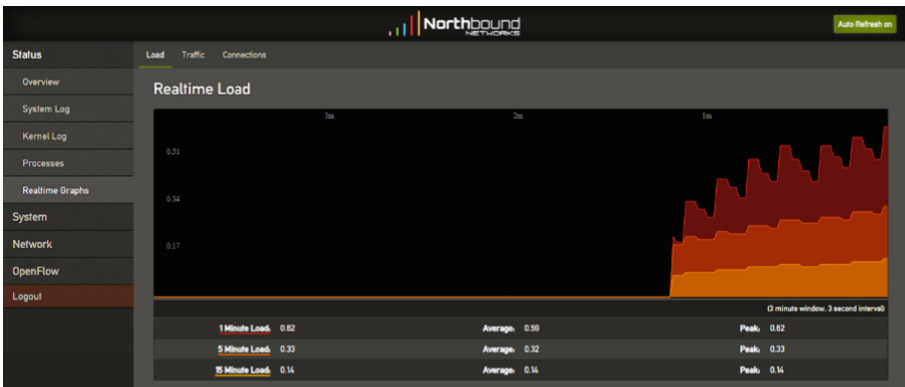 Northbound
NETWORKS
Auto Refresh on
Status
Overview
System Log
Kernel Log
Processes
Realtime Graphs
System
Network
OpenFlow
Logout
Load Traffic Connections
Realtime Load
3m 2m 1m
0.51
0.34
0.17
(3 minute window, 3 second interval)
1 Minute Load: 0.62 Average: 0.59 Peak: 0.62
5 Minute Load: 0.33 Average: 0.32 Peak: 0.33
15 Minute Load: 0.14 Average: 0.14 Peak: 0.14